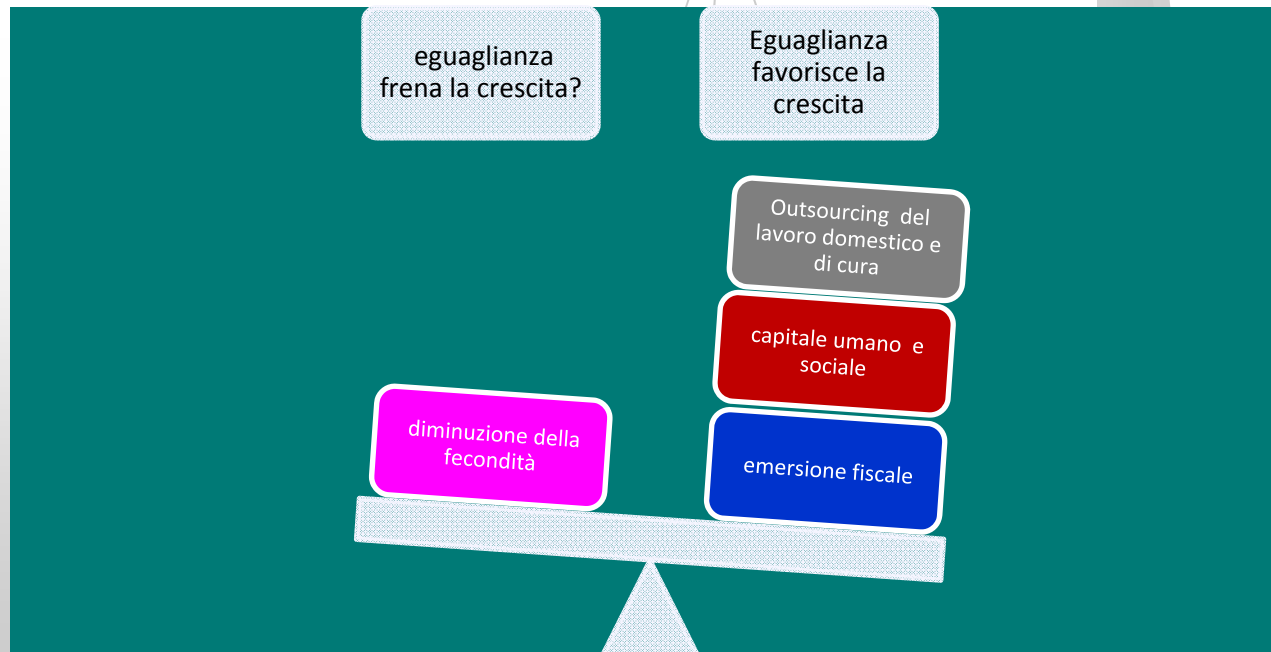 eguaglianza
frena la crescita?
Eguaglianza
favorisce la
crescita
Outsourcing del
lavoro domestico e
di cura
capitale umano e
sociale
diminuzione della
fecondità
emersione fiscale